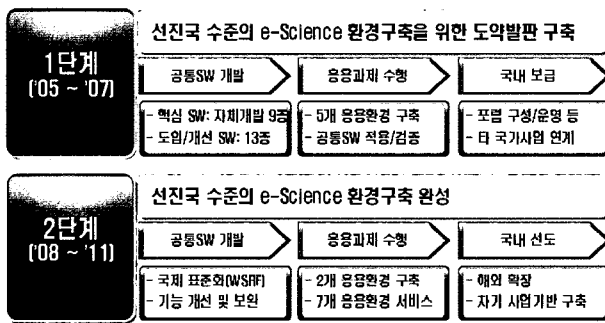 선진국 수준의 e-Science 환경구축을 위한 도약발판 구축
1단계
('05 ~ '07)
공통SW 개발
응용과제 수행
국내 보급
- 핵심 SW: 자체개발 9종
- 도입/개선 SW: 13종
- 5개 응용환경 구축
- 공통SW 적용/검증
- 포럼 구성/운영 등
- 타 국가사업 연계
선진국 수준의 e-Science 환경구축 완성
2단계
('08 ~ '11)
공통SW 개발
응용과제 수행
국내 선도
- 국제 표준화(WSRF)
- 기능 개선 및 보완
- 2개 응용환경 구축
- 7개 응용환경 서비스
- 해외 확장
- 자기 사업기반 구축